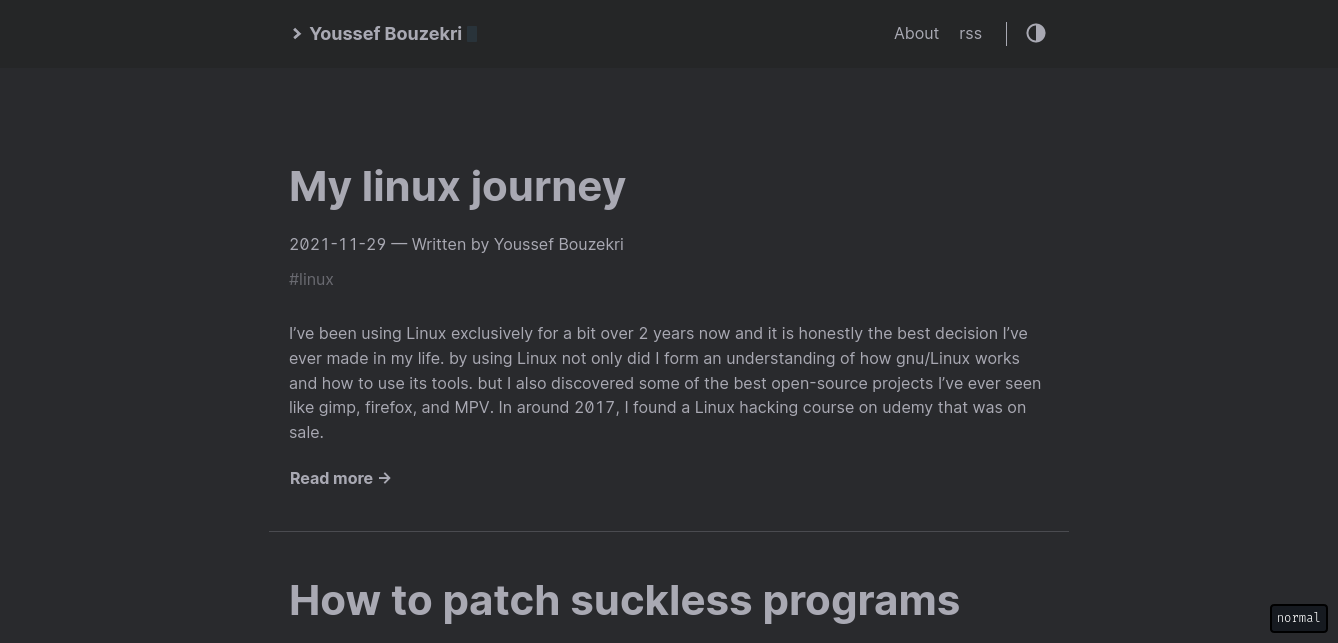 Youssef Bouzekri
About rss
My linux journey
2021-11-29 — Written by Youssef Bouzekri
#linux
I’ve been using Linux exclusively for a bit over 2 years now and it is honestly the best decision I’ve
ever made in my life. by using Linux not only did I form an understanding of how gnu/Linux works
and how to use its tools. but I also discovered some of the best open-source projects I’ve ever seen
like gimp, firefox, and MPV. In around 2017, I found a Linux hacking course on udemy that was on
sale.
Read more →
How to patch suckless programs
normal